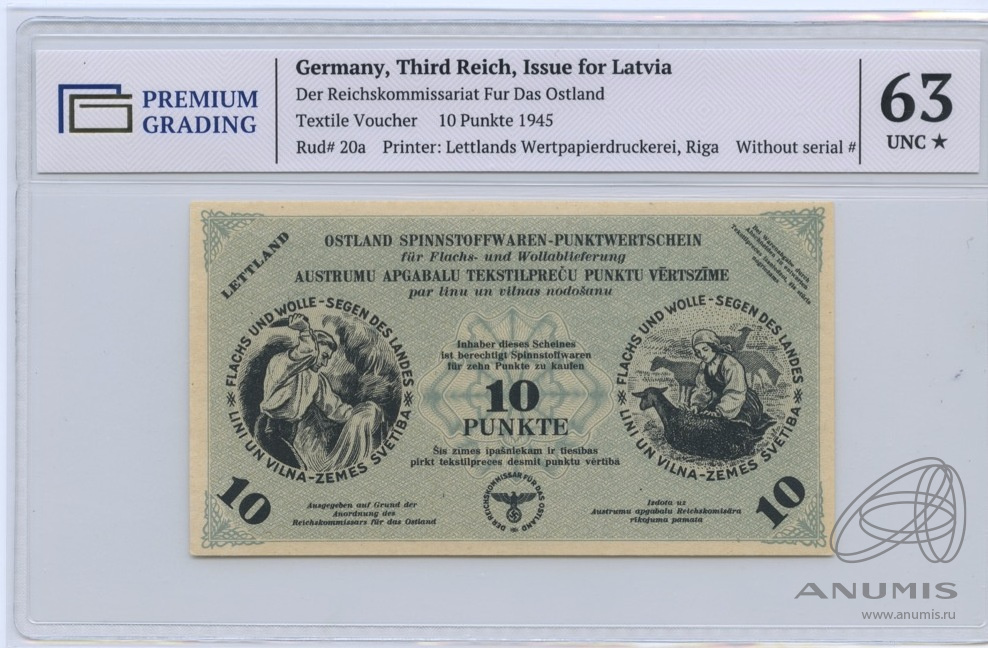 PREMIUM
GRADING
Germany, Third Reich, Issue for Latvia
Der Reichskommissariat Fur Das Ostland
Textile Voucher 10 Punkte 1945
Rud# 20a Printer: Lettlands Wertpapierdruckerei, Riga Without serial #
63
UNC ★
LETTLAND
OSTLAND SPINNSTOFFWAREN-PUNKTWERTSCHEIN
für Flachs- und Wollablieferung
AUSTRUMU APGABALU TEKSTILPREČU PUNKTU VĒRTSZĪME
par linu un vilnas nodošanu
FLACHS UND WOLLE-SEGEN DES LANDES
LINI UN VILNA-ZEMES SVĒTĪBA
Inhaber dieses Scheines
ist berechtigt Spinnstoffwaren
für zehn Punkte zu kaufen
10
PUNKTE
Šis zīmes īpašniekam ir tiesības
pirkt tekstilpreces desmit punktu vērtībā
FLACHS UND WOLLE-SEGEN DES LANDES
LINI UN VILNA-ZEMES SVĒTĪBA
10
Ausgegeben auf Grund der
Anordnung des
Reichskommissars für das Ostland
DER REICHSKOMMISSAR FÜR DAS OSTLAND
Izdota uz
Austrumu apgabalu Reichskomisāra
rīkojuma pamata
10
ANUMIS
www.anumis.ru